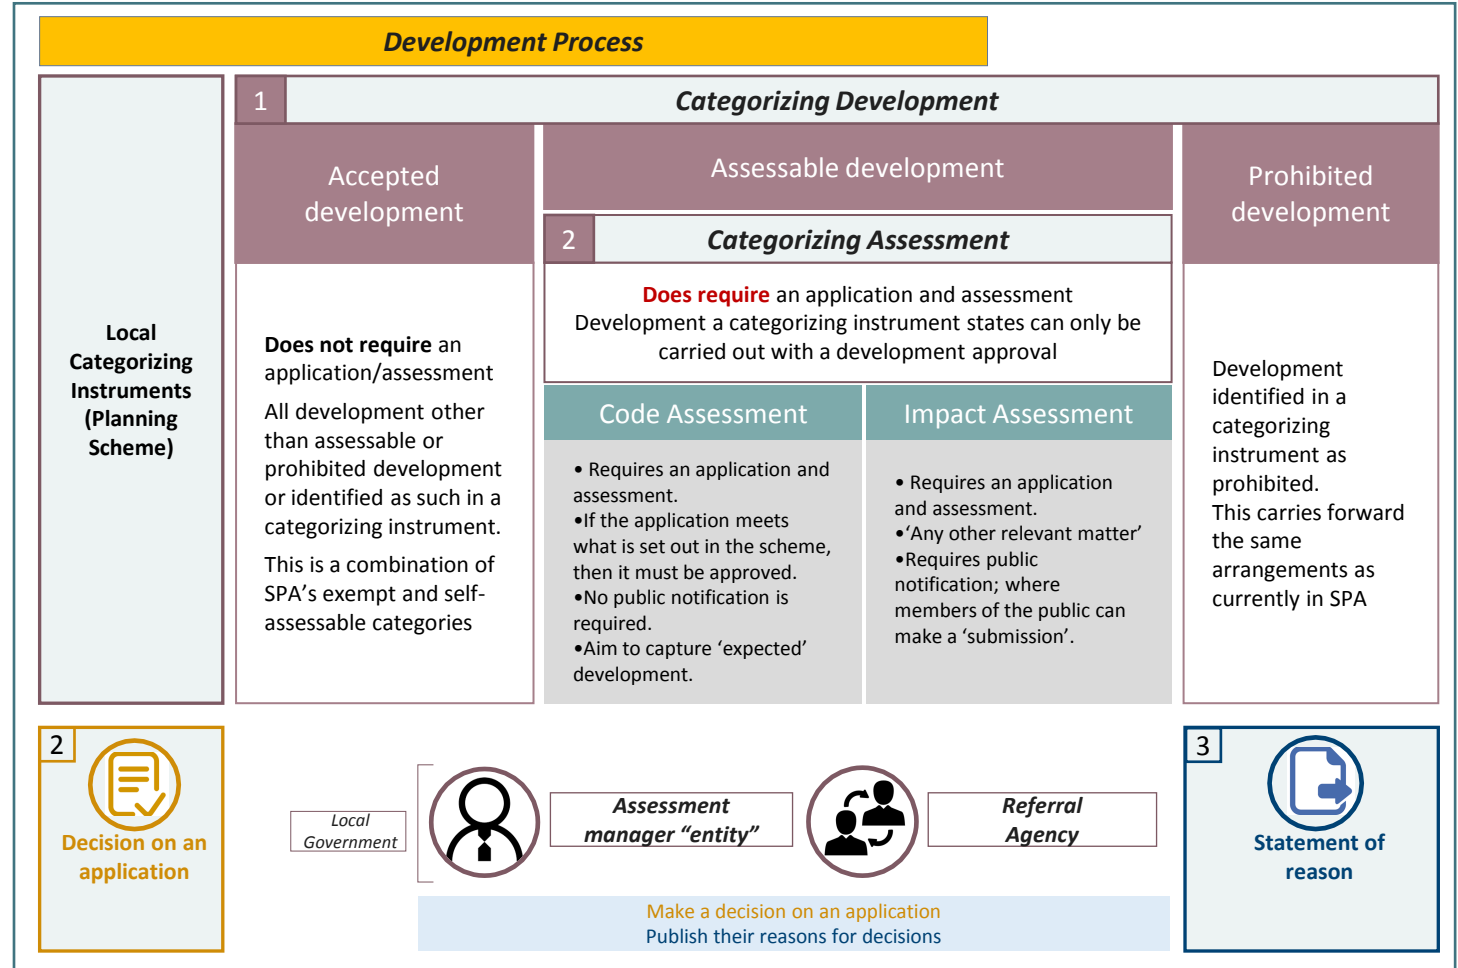 Development Process
Local
Categorizing
Instruments
(Planning
Scheme)
1
Categorizing Development
Accepted
development
Does not require an
application/assessment
All development other
than assessable or
prohibited development
or identified as such in a
categorizing instrument.
This is a combination of
SPA’s exempt and self-
assessable categories
Assessable development
2
Categorizing Assessment
Does require an application and assessment
Development a categorizing instrument states can only be
carried out with a development approval
Code Assessment
• Requires an application and
assessment.
•If the application meets
what is set out in the scheme,
then it must be approved.
•No public notification is
required.
•Aim to capture ‘expected’
development.
Impact Assessment
• Requires an application
and assessment.
•‘Any other relevant matter’
•Requires public
notification; where
members of the public can
make a ‘submission’.
Prohibited
development
Development
identified in a
categorizing
instrument as
prohibited.
This carries forward
the same
arrangements as
currently in SPA
2
Decision on an
application
Local
Government
Assessment
manager “entity”
Referral
Agency
Make a decision on an application
Publish their reasons for decisions
3
Statement of
reason